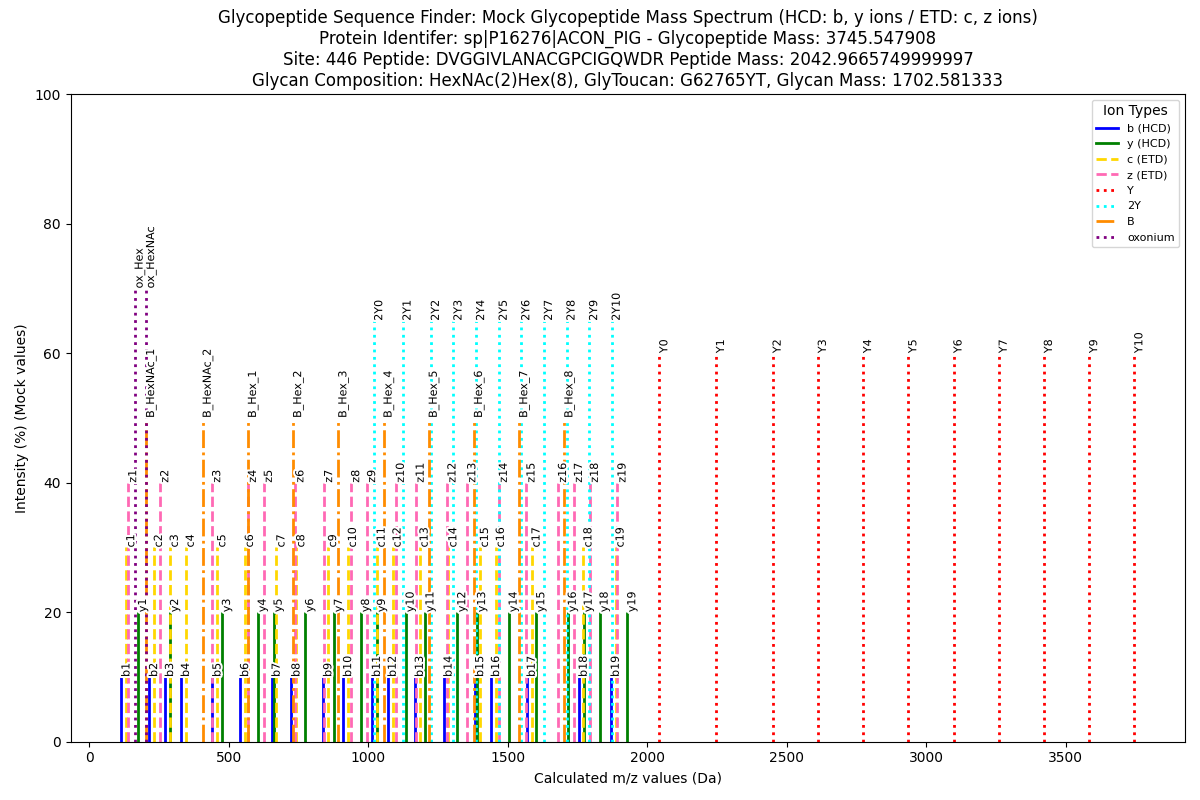 Glycopeptide Sequence Finder: Mock Glycopeptide Mass Spectrum (HCD: b, y ions / ETD: c, z ions)
Protein Identifer: sp|P16276|ACON_PIG - Glycopeptide Mass: 3745.547908
Site: 446 Peptide: DVGGIVLANACGPCIGQWDR Peptide Mass: 2042.9665749999997
Glycan Composition: HexNAc(2)Hex(8), GlyToucan: G62765YT, Glycan Mass: 1702.581333
Intensity (%) (Mock values)
100
80
60
40
20
0
Ion Types
b (HCD)
y (HCD)
c (ETD)
z (ETD)
Y
2Y
B
oxonium
ox_Hex
ox_HexNAc
2Y0
2Y1
2Y2
2Y3
2Y4
2Y5
2Y6
2Y7
2Y8
2Y9
2Y10
Y0
Y1
Y2
Y3
Y4
Y5
Y6
Y7
Y8
Y9
Y10
B_HexNAc_1
B_HexNAc_2
B_Hex_1
B_Hex_2
B_Hex_3
B_Hex_4
B_Hex_5
B_Hex_6
B_Hex_7
B_Hex_8
z1
z2
z3
z4
z5
z6
z7
z8
z9
z10
z11
z12
z13
z14
z15
z16
z17
z18
z19
c1
c2
c3
c4
c5
c6
c7
c8
c9
c10
c11
c12
c13
c14
c15
c16
c17
c18
c19
y1
y2
y3
y4
y5
y6
y7
y8
y9
y10
y11
y12
y13
y14
y15
y16
y17
y18
y19
b1
b2
b3
b4
b5
b6
b7
b8
b9
b10
b11
b12
b13
b14
b15
b16
b17
b18
b19
0
500
1000
1500
2000
2500
3000
3500
Calculated m/z values (Da)